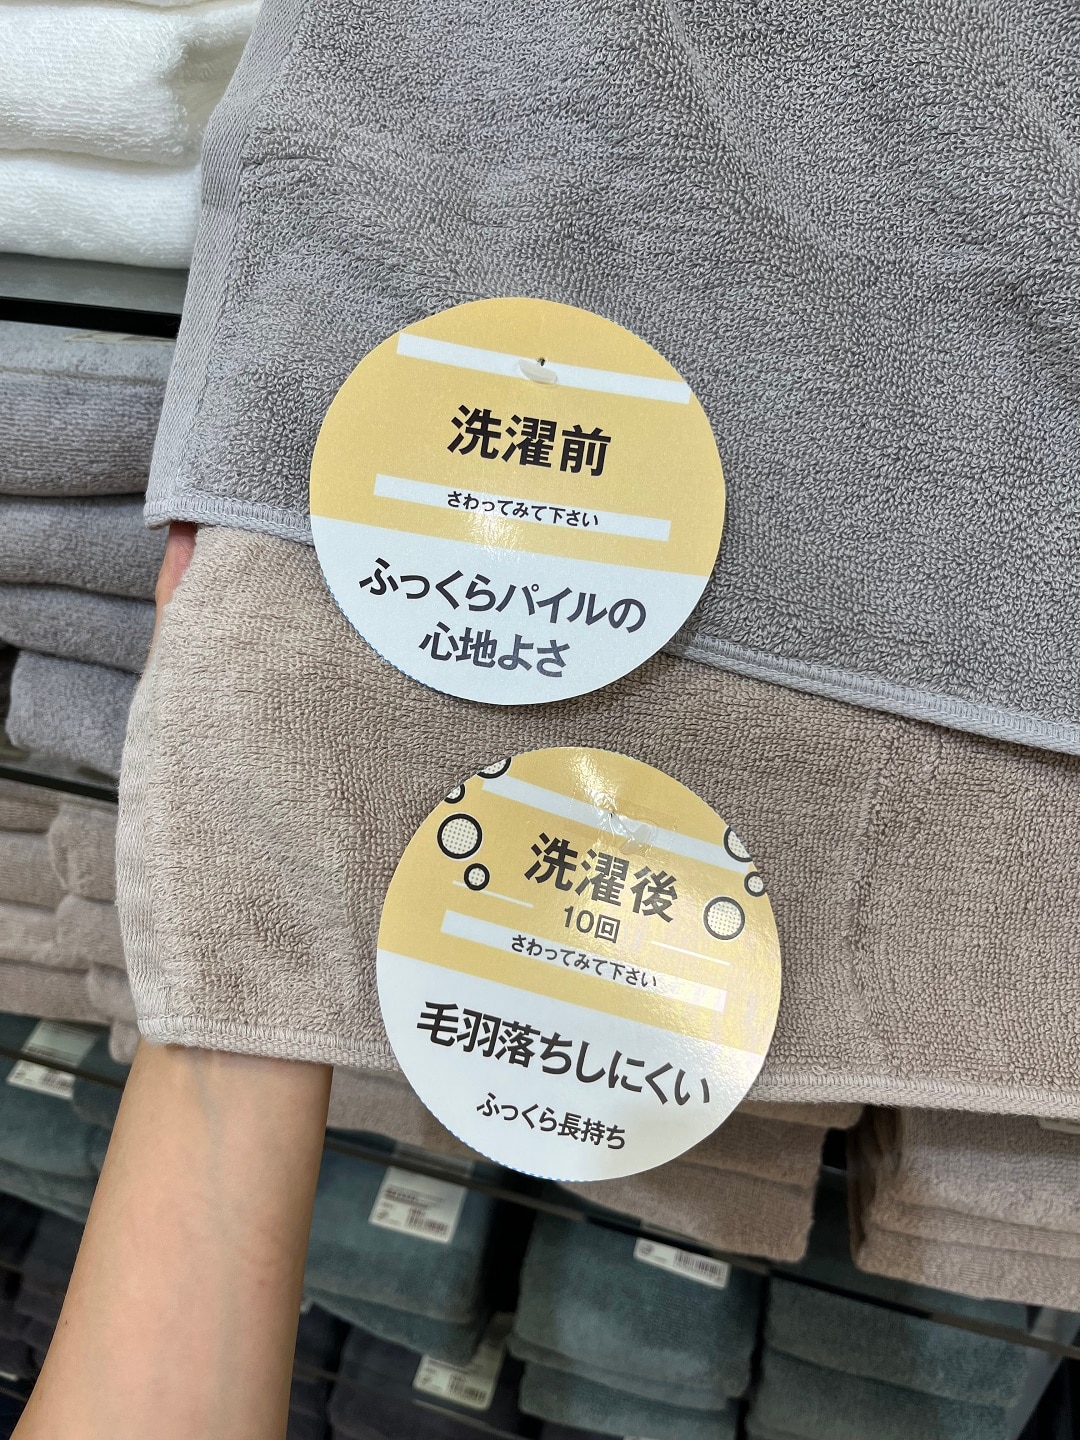 洗濯前
さわってみて下さい
ふっくらパイルの
心地よさ
洗濯後
10回
さわってみて下さい
毛羽落ちしにくい
ふっくら長持ち